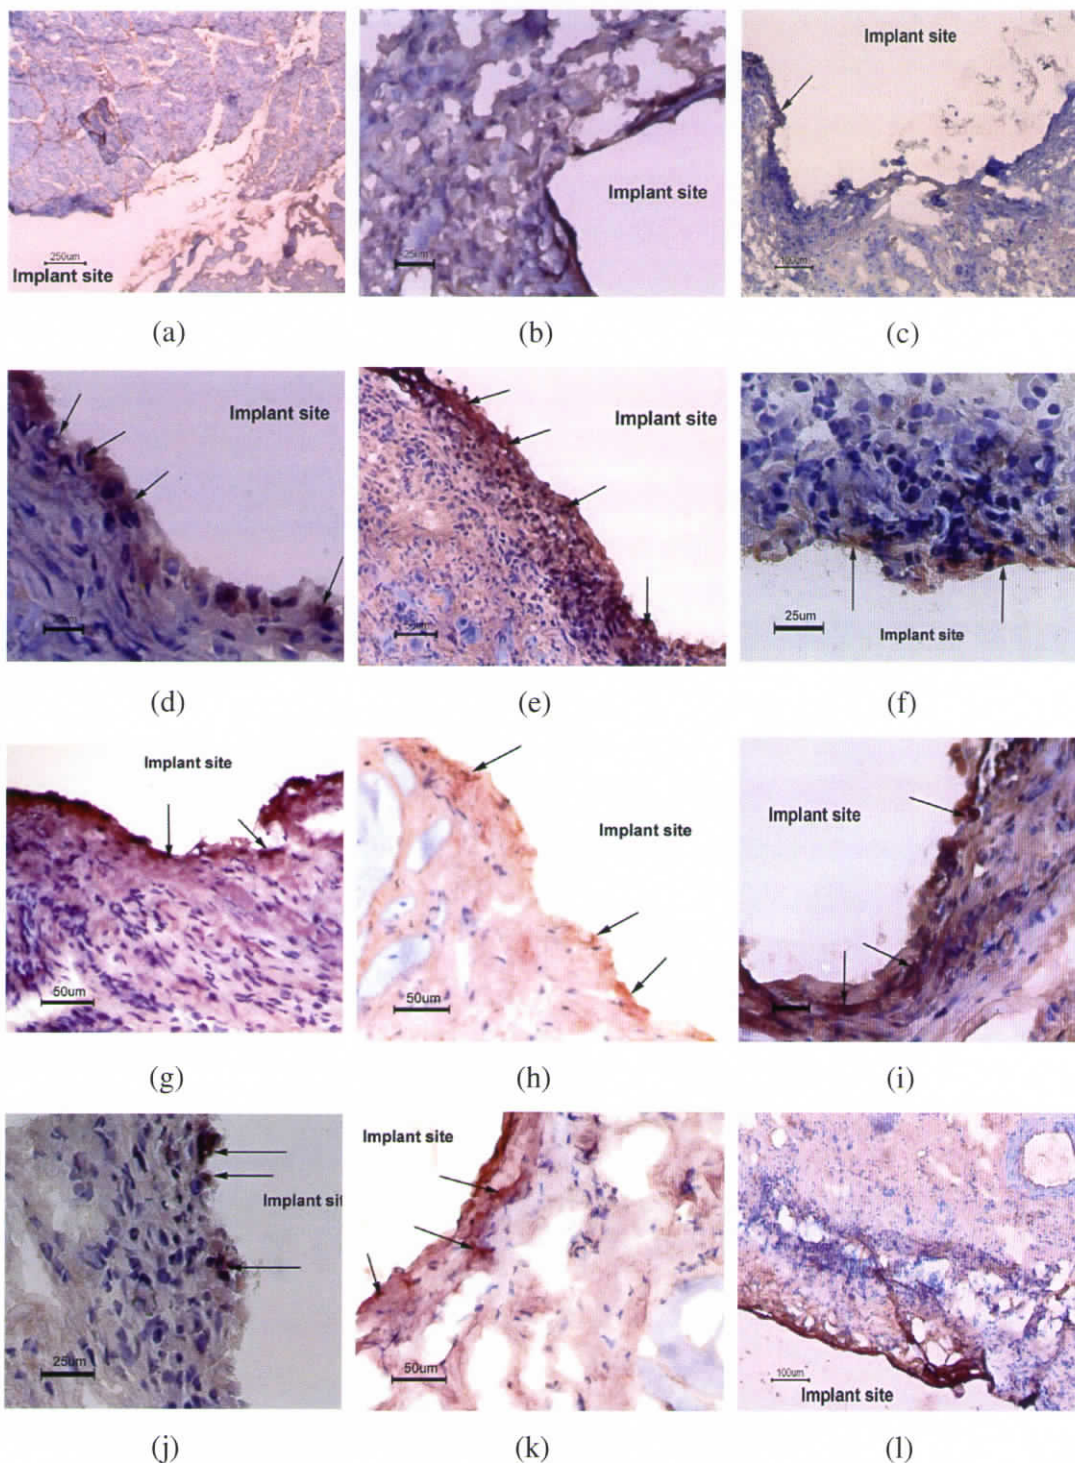 250um
Implant site
(a)
Implant site
25um
(b)
Implant site
100um
(c)
Implant site
(d)
Implant site
(e)
25um
Implant site
(f)
Implant site
50um
(g)
Implant site
50um
(h)
Implant site
(i)
Implant sit
25um
(j)
Implant site
50um
(k)
100um
Implant site
(l)